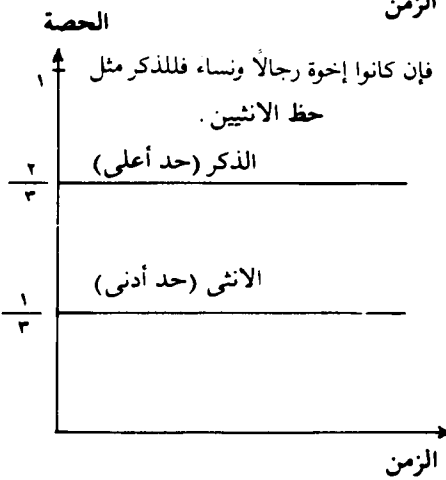 الزمن
الحصة
١
فإن كانوا إخوة رجالًا ونساء فللذكر مثل
حظ الانثيين .
الذكر (حد أعلى)
٢
٣
الانثى (حد أدنى)
١
٣
الزمن